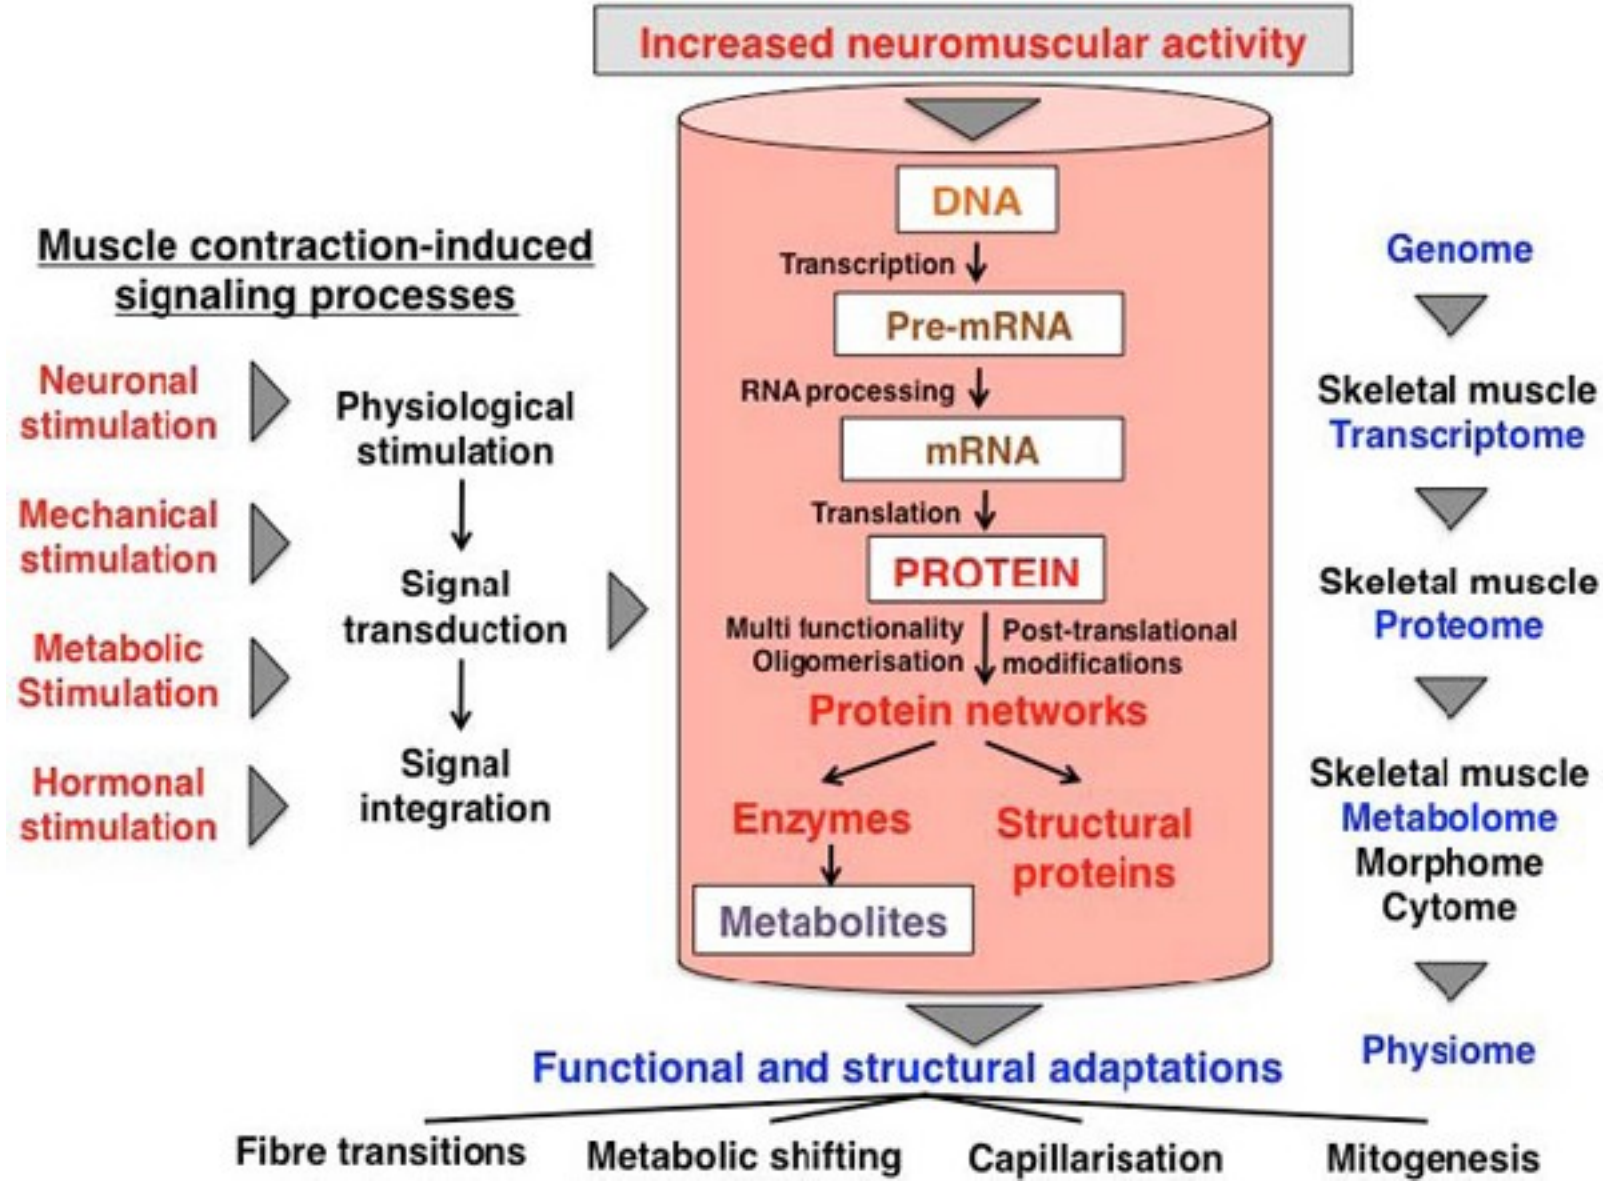 Increased neuromuscular activity
Muscle contraction-induced
signaling processes
Neuronal
stimulation
Mechanical
stimulation
Metabolic
Stimulation
Hormonal
stimulation
Physiological
stimulation
Signal
transduction
Signal
integration
DNA
Transcription
Pre-mRNA
RNA processing
mRNA
Translation
PROTEIN
Multi functionality
Oligomerisation
Post-translational
modifications
Protein networks
Enzymes
Structural
proteins
Metabolites
Genome
Skeletal muscle
Transcriptome
Skeletal muscle
Proteome
Skeletal muscle
Metabolome
Morphome
Cytome
Physiome
Functional and structural adaptations
Fibre transitions
Metabolic shifting
Capillarisation
Mitogenesis